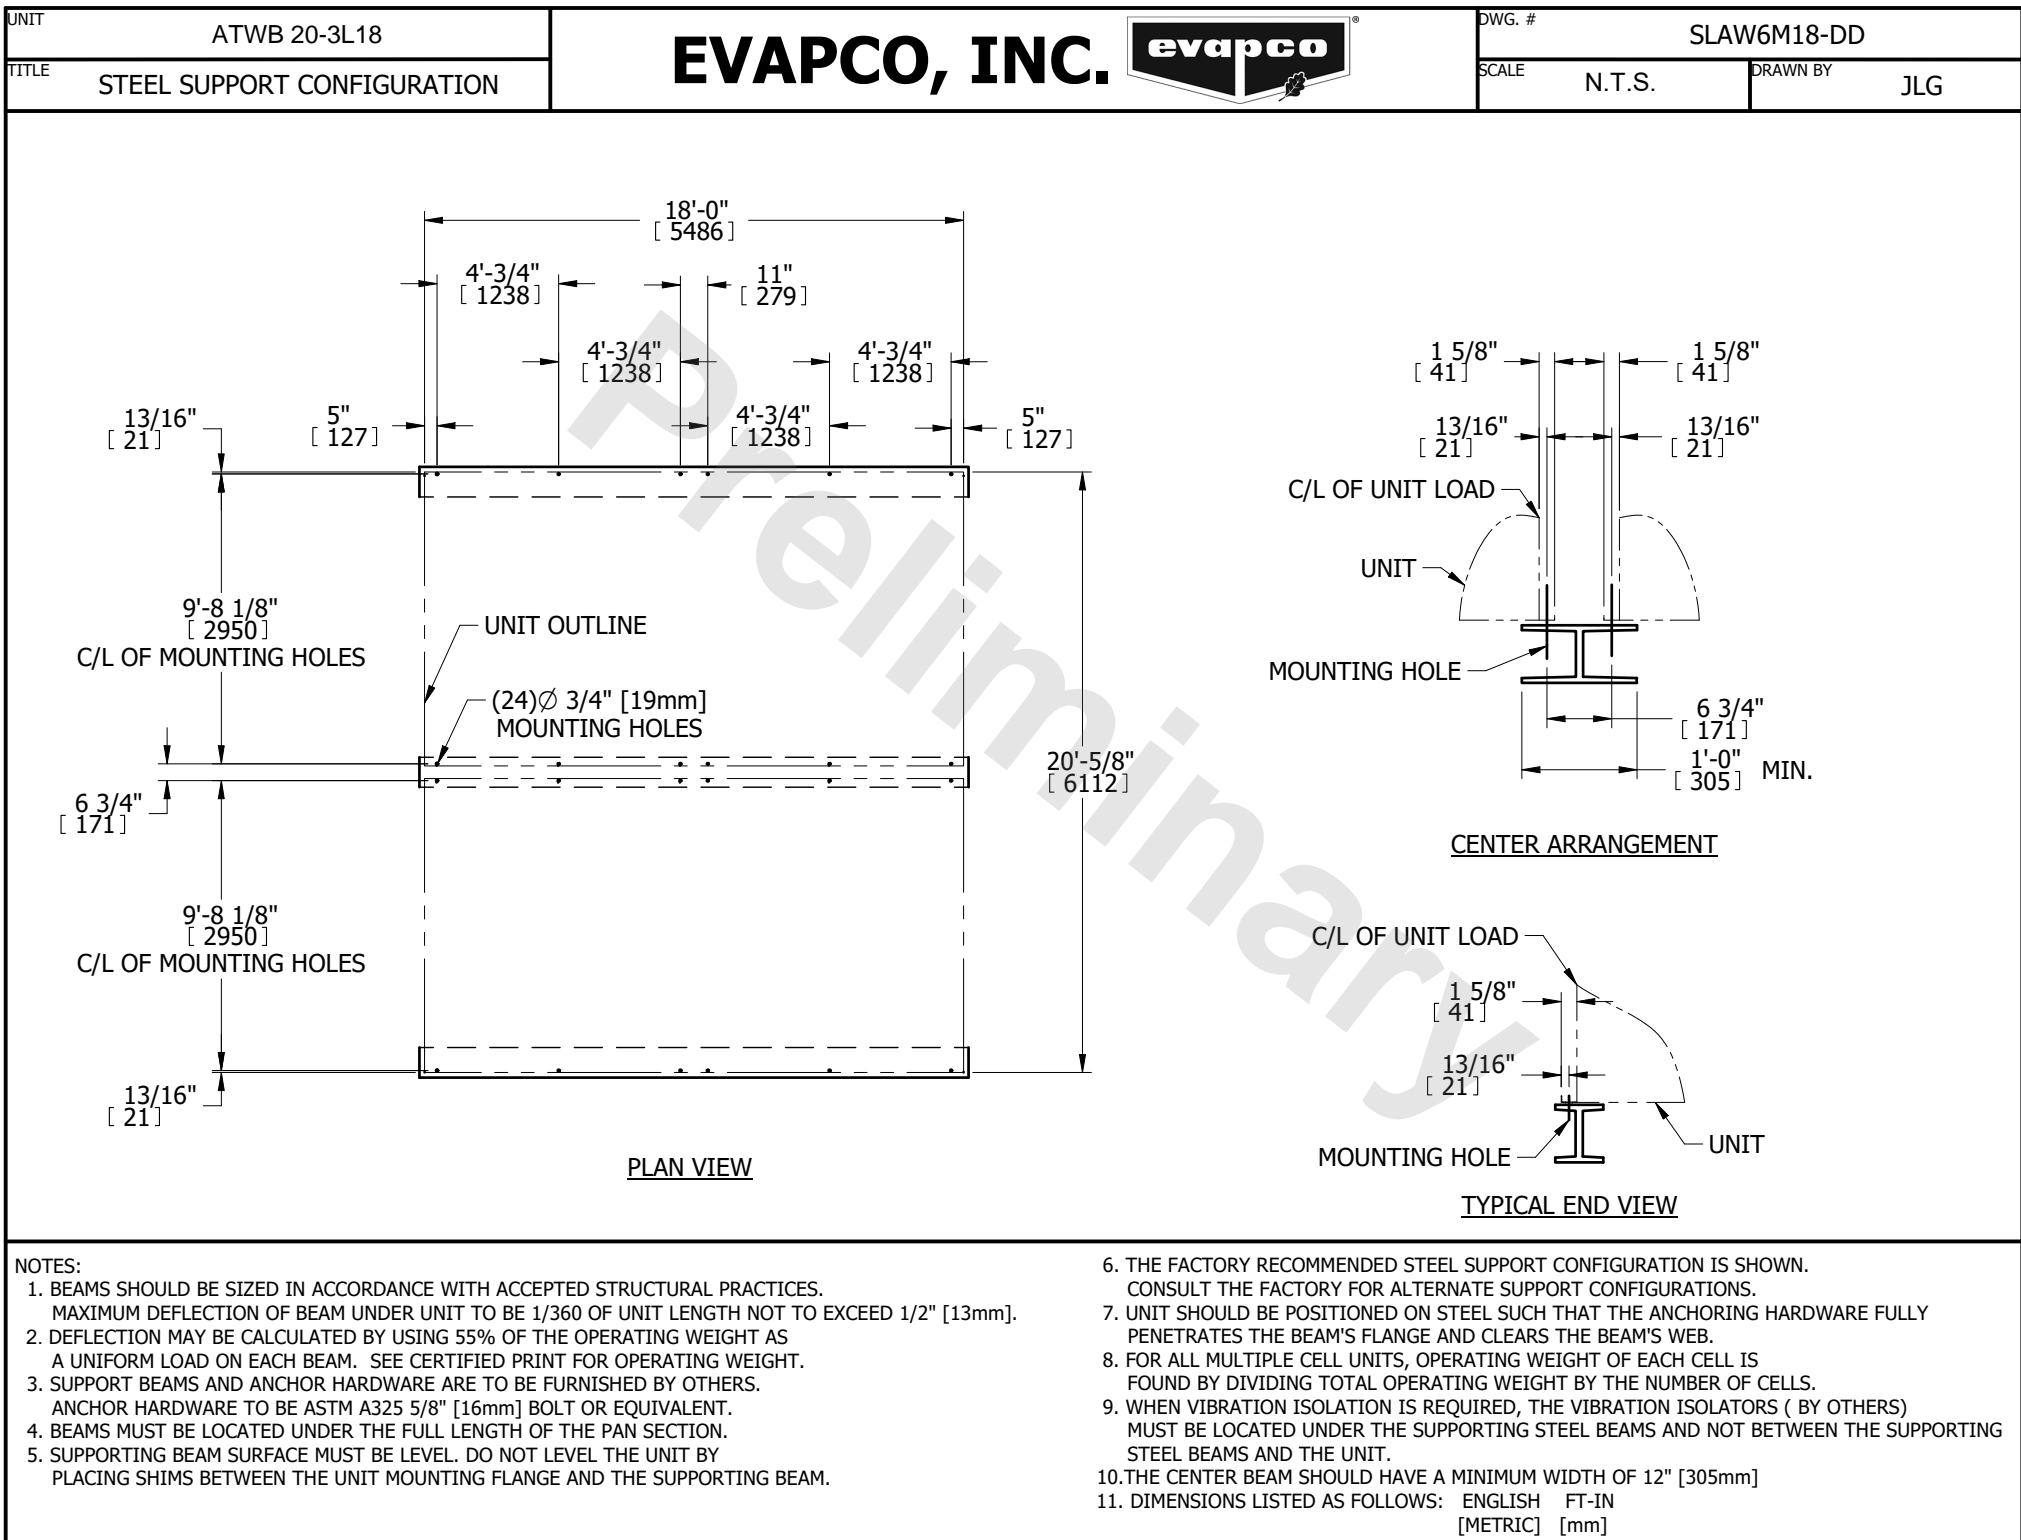 UNIT
ATWB 20-3L18
TITLE
STEEL SUPPORT CONFIGURATION
EVAPCO, INC.
evapco
®
DWG. #
SLAW6M18-DD
SCALE
N.T.S.
DRAWN BY
JLG
18'-0"
[ 5486 ]
4'-3/4"
[ 1238 ]
11"
[ 279 ]
4'-3/4"
[ 1238 ]
4'-3/4"
[ 1238 ]
13/16"
[ 21 ]
5"
[ 127 ]
4'-3/4"
[ 1238 ]
5"
[ 127 ]
9'-8 1/8"
[ 2950 ]
C/L OF MOUNTING HOLES
UNIT OUTLINE
(24)∅ 3/4" [19mm]
MOUNTING HOLES
6 3/4"
[ 171 ]
20'-5/8"
[ 6112 ]
9'-8 1/8"
[ 2950 ]
C/L OF MOUNTING HOLES
13/16"
[ 21 ]
PLAN VIEW
Preliminary
1 5/8"
[ 41 ]
1 5/8"
[ 41 ]
13/16"
[ 21 ]
13/16"
[ 21 ]
C/L OF UNIT LOAD
UNIT
MOUNTING HOLE
6 3/4"
[ 171 ]
1'-0"
[ 305 ] MIN.
CENTER ARRANGEMENT
C/L OF UNIT LOAD
1 5/8"
[ 41 ]
13/16"
[ 21 ]
MOUNTING HOLE
UNIT
TYPICAL END VIEW
NOTES:
1. BEAMS SHOULD BE SIZED IN ACCORDANCE WITH ACCEPTED STRUCTURAL PRACTICES.
MAXIMUM DEFLECTION OF BEAM UNDER UNIT TO BE 1/360 OF UNIT LENGTH NOT TO EXCEED 1/2" [13mm].
2. DEFLECTION MAY BE CALCULATED BY USING 55% OF THE OPERATING WEIGHT AS
A UNIFORM LOAD ON EACH BEAM. SEE CERTIFIED PRINT FOR OPERATING WEIGHT.
3. SUPPORT BEAMS AND ANCHOR HARDWARE ARE TO BE FURNISHED BY OTHERS.
ANCHOR HARDWARE TO BE ASTM A325 5/8" [16mm] BOLT OR EQUIVALENT.
4. BEAMS MUST BE LOCATED UNDER THE FULL LENGTH OF THE PAN SECTION.
5. SUPPORTING BEAM SURFACE MUST BE LEVEL. DO NOT LEVEL THE UNIT BY
PLACING SHIMS BETWEEN THE UNIT MOUNTING FLANGE AND THE SUPPORTING BEAM.
6. THE FACTORY RECOMMENDED STEEL SUPPORT CONFIGURATION IS SHOWN.
CONSULT THE FACTORY FOR ALTERNATE SUPPORT CONFIGURATIONS.
7. UNIT SHOULD BE POSITIONED ON STEEL SUCH THAT THE ANCHORING HARDWARE FULLY
PENETRATES THE BEAM'S FLANGE AND CLEARS THE BEAM'S WEB.
8. FOR ALL MULTIPLE CELL UNITS, OPERATING WEIGHT OF EACH CELL IS
FOUND BY DIVIDING TOTAL OPERATING WEIGHT BY THE NUMBER OF CELLS.
9. WHEN VIBRATION ISOLATION IS REQUIRED, THE VIBRATION ISOLATORS ( BY OTHERS)
MUST BE LOCATED UNDER THE SUPPORTING STEEL BEAMS AND NOT BETWEEN THE SUPPORTING
STEEL BEAMS AND THE UNIT.
10.THE CENTER BEAM SHOULD HAVE A MINIMUM WIDTH OF 12" [305mm]
11. DIMENSIONS LISTED AS FOLLOWS: ENGLISH FT-IN
[METRIC] [mm]